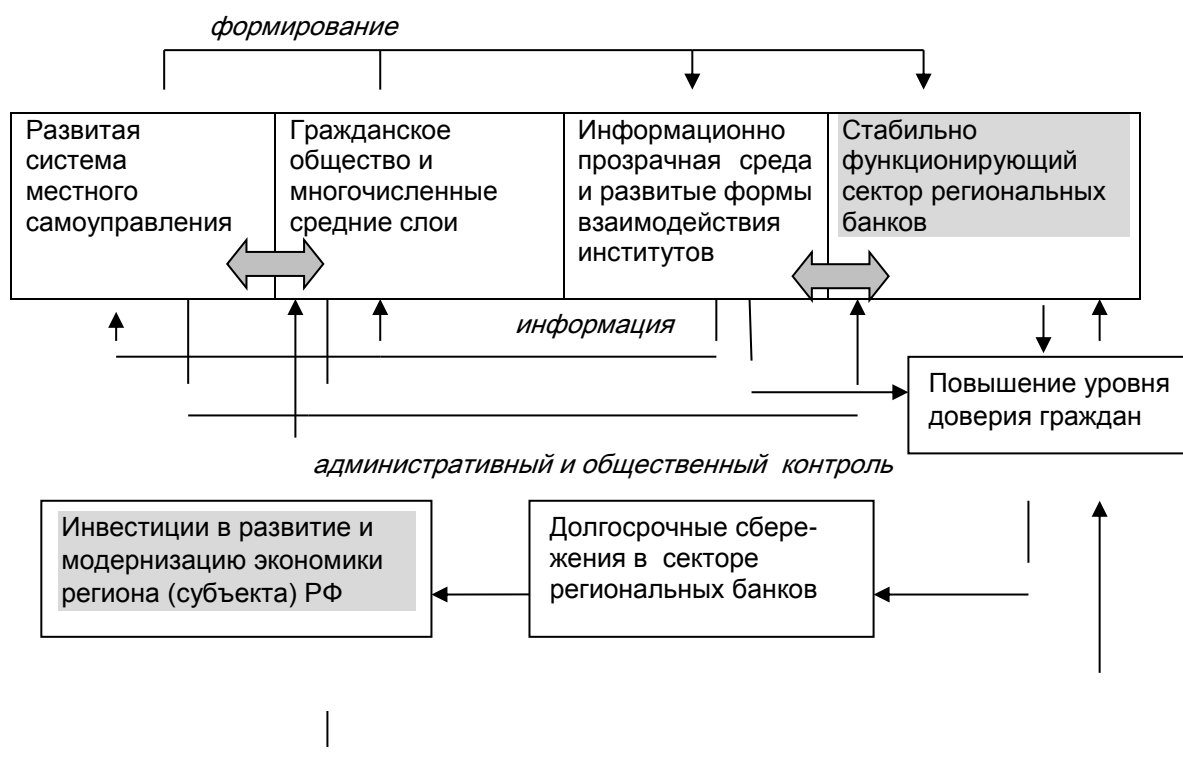 формирование
Развитая
система
местного
самоуправления
Гражданское
общество и
многочисленные
средние слои
Информационно
прозрачная среда
и развитые формы
взаимодействия
институтов
Стабильно
функционирующий
сектор региональных
банков
информация
Повышение уровня
доверия граждан
административный и общественный контроль
Инвестиции в развитие и
модернизацию экономики
региона (субъекта) РФ
Долгосрочные сбере-
жения в секторе
региональных банков